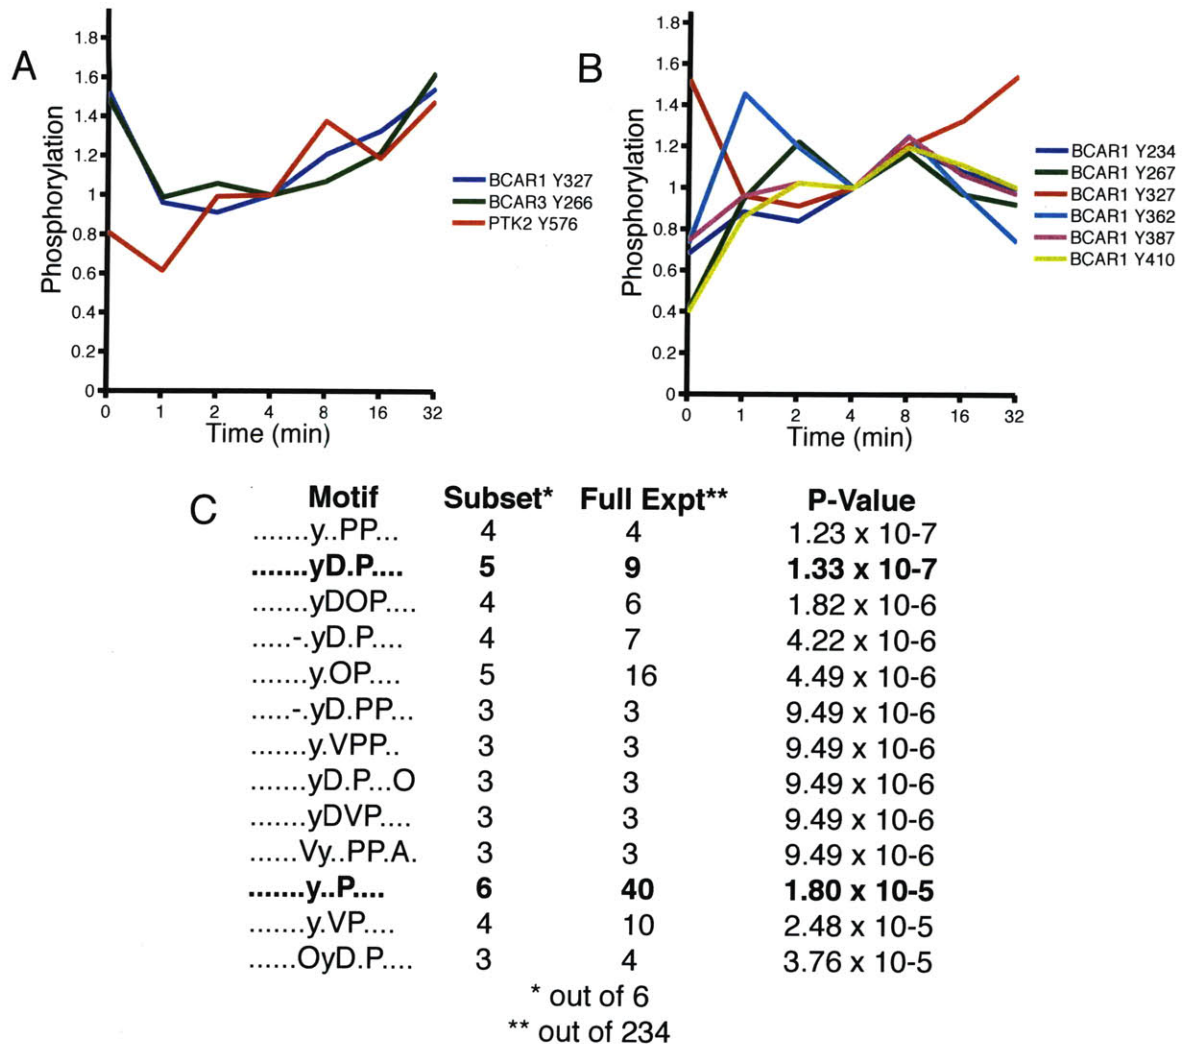 A
Phosphorylation
1.8
1.6
1.4
1.2
1
0.8
0.6
0.4
0.2
0
0 1 2 4 8 16 32
Time (min)
BCAR1 Y327
BCAR3 Y266
PTK2 Y576
B
Phosphorylation
1.8
1.6
1.4
1.2
1
0.8
0.6
0.4
0.2
0
0 1 2 4 8 16 32
Time (min)
BCAR1 Y234
BCAR1 Y267
BCAR1 Y327
BCAR1 Y362
BCAR1 Y387
BCAR1 Y410
C
Motif Subset* Full Expt** P-Value
.......y..PP... 4 4 1.23 x 10-7
.......yD.P.... 5 9 1.33 x 10-7
.......yDOP.... 4 6 1.82 x 10-6
.....-.yD.P.... 4 7 4.22 x 10-6
.......y.OP.... 5 16 4.49 x 10-6
.....-.yD.PP... 3 3 9.49 x 10-6
.......y.VPP.. 3 3 9.49 x 10-6
.......yD.P...O 3 3 9.49 x 10-6
.......yDVP.... 3 3 9.49 x 10-6
......Vy..PP.A. 3 3 9.49 x 10-6
.......y..P.... 6 40 1.80 x 10-5
.......y.VP.... 4 10 2.48 x 10-5
......OyD.P.... 3 4 3.76 x 10-5
* out of 6
** out of 234